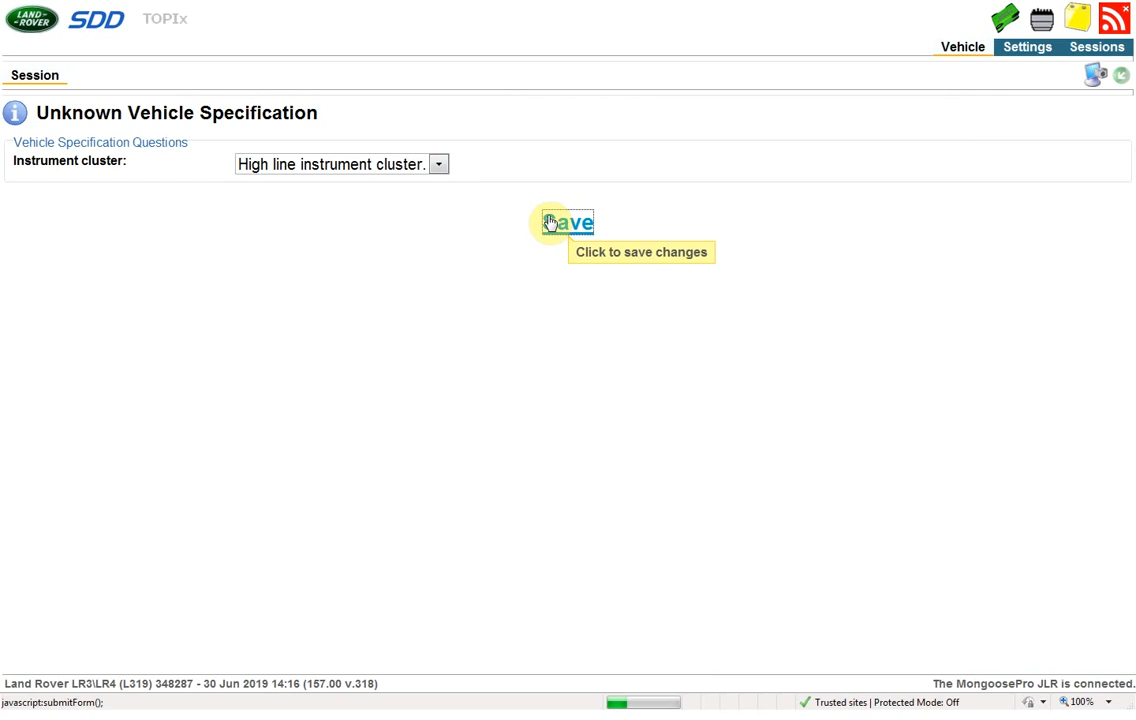 LAND-
ROVER
SDD TOPIx
Vehicle Settings Sessions
Session
Unknown Vehicle Specification
Vehicle Specification Questions
Instrument cluster: High line instrument cluster.
Save
Click to save changes
Land Rover LR3\LR4 (L319) 348287 - 30 Jun 2019 14:16 (157.00 v.318) The MongoosePro JLR is connected.
javascript:submitForm(); Trusted sites | Protected Mode: Off 100%